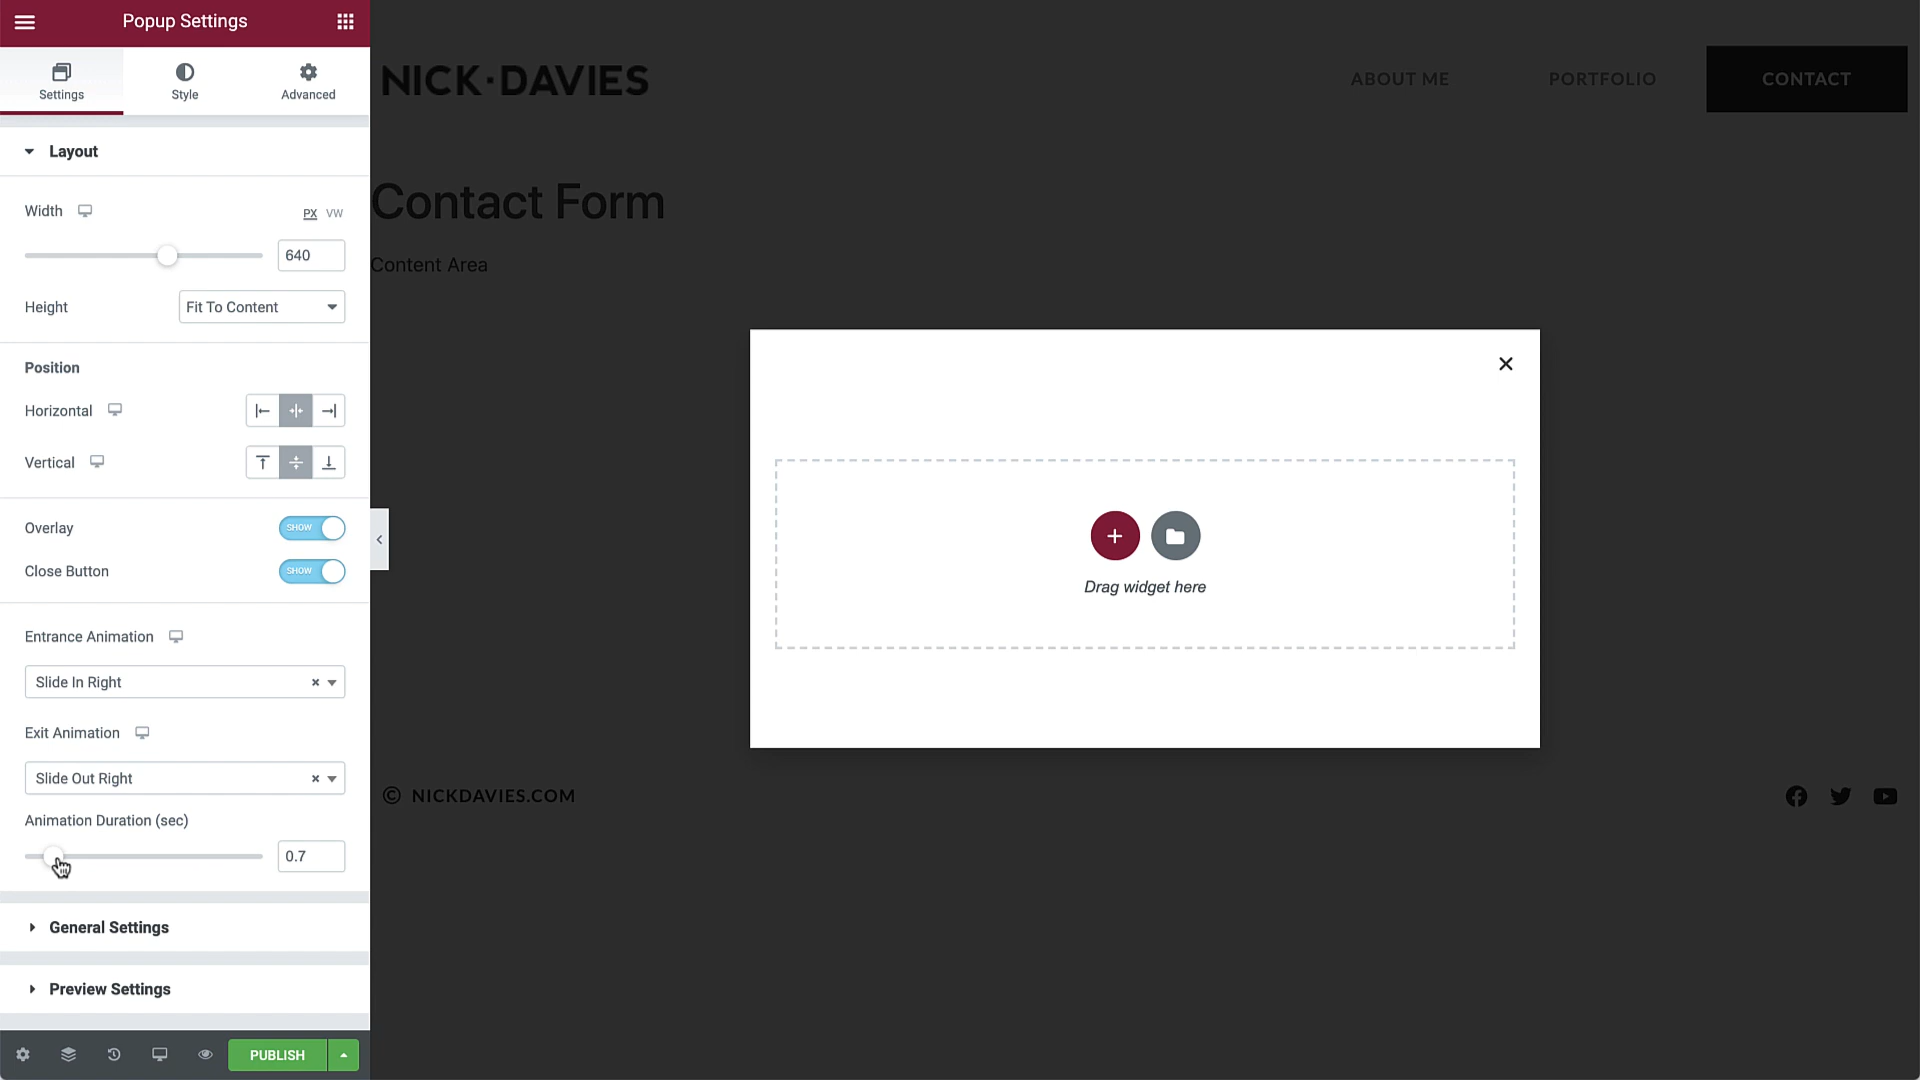 Popup Settings
Settings
Style
Advanced
Layout
Width
PX VW
640
Height
Fit To Content
Position
Horizontal
Vertical
Overlay
SHOW
Close Button
SHOW
Entrance Animation
Slide In Right
Exit Animation
Slide Out Right
Animation Duration (sec)
0.7
General Settings
Preview Settings
PUBLISH
NICK·DAVIES
ABOUT ME
PORTFOLIO
CONTACT
Contact Form
Content Area
Drag widget here
© NICKDAVIES.COM